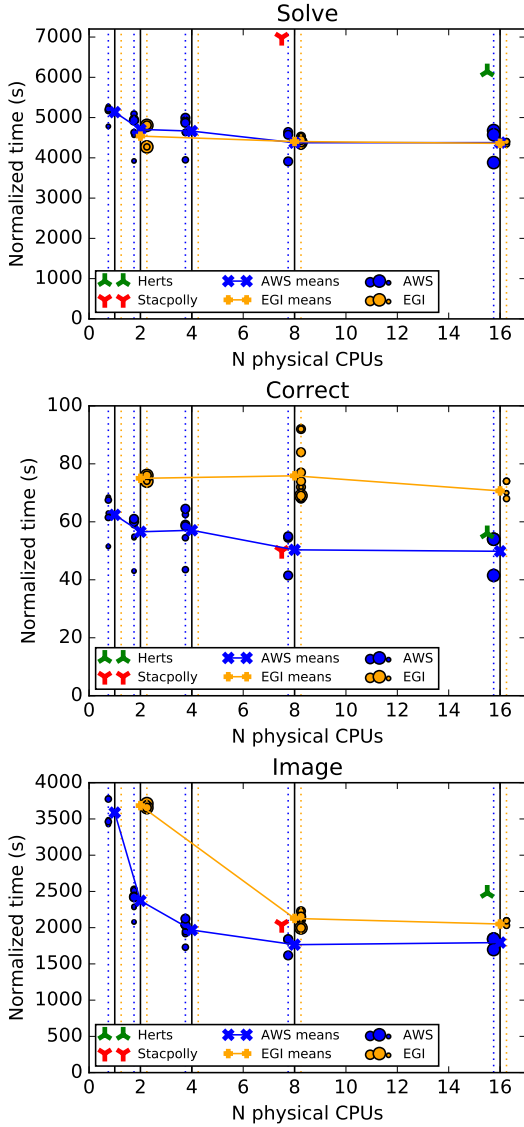 Solve
7000
6000
5000
4000
3000
2000
1000
0
Normalized time (s)
Herts
AWS means
AWS
Stacpolly
EGI means
EGI
0 2 4 6 8 10 12 14 16
N physical CPUs
Correct
100
80
60
40
20
0
Normalized time (s)
Herts
AWS means
AWS
Stacpolly
EGI means
EGI
0 2 4 6 8 10 12 14 16
N physical CPUs
Image
4000
3500
3000
2500
2000
1500
1000
500
0
Normalized time (s)
Herts
AWS means
AWS
Stacpolly
EGI means
EGI
0 2 4 6 8 10 12 14 16
N physical CPUs